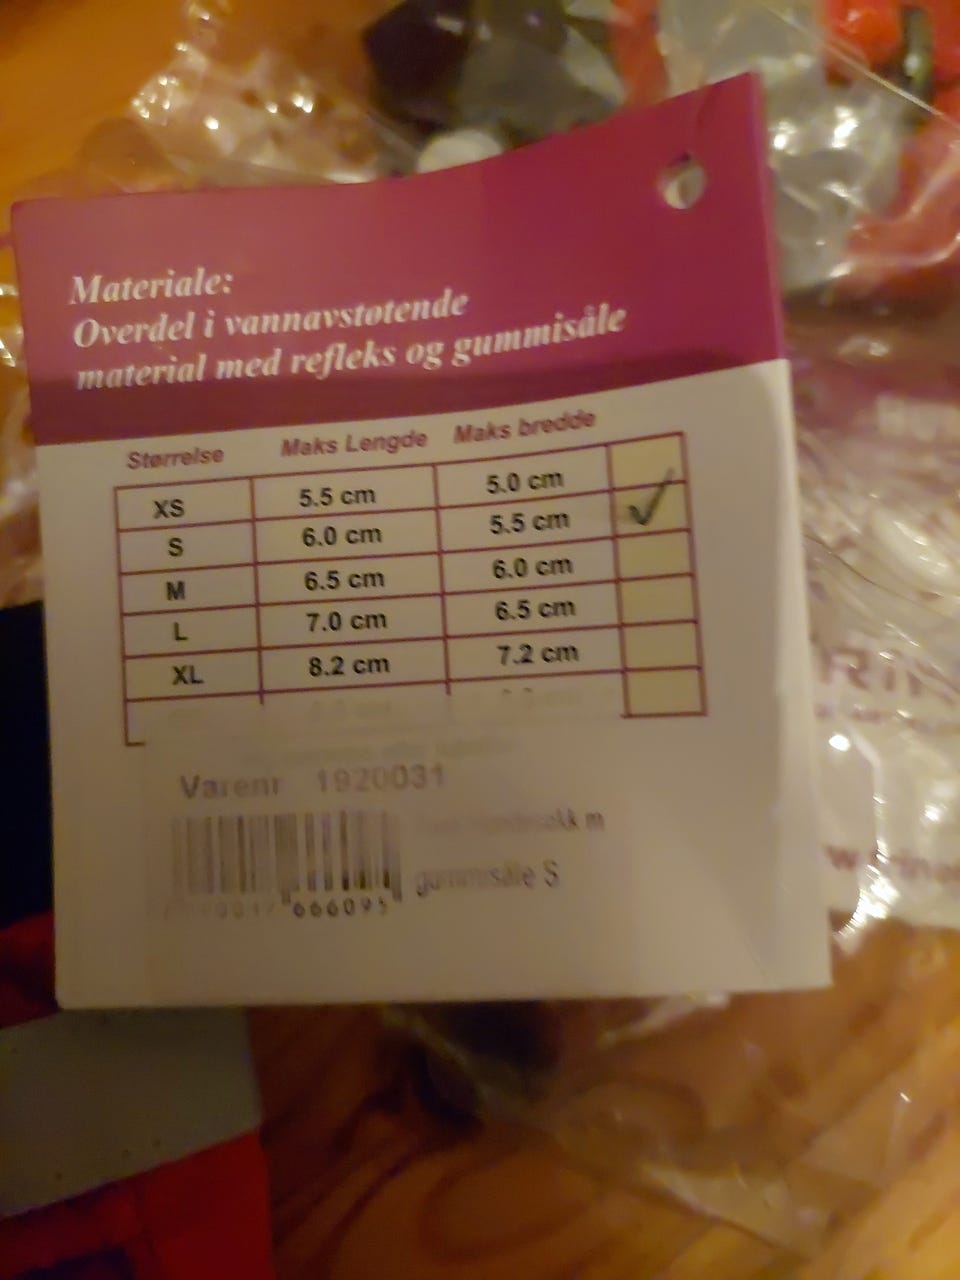 Materiale:
Overdel i vannavstøtende
material med refleks og gummisåle
Størrelse Maks Lengde Maks bredde
XS 5.5 cm 5.0 cm
S 6.0 cm 5.5 cm ✓
M 6.5 cm 6.0 cm
L 7.0 cm 6.5 cm
XL 8.2 cm 7.2 cm
Varenr 1920031
gummisåle S
666095